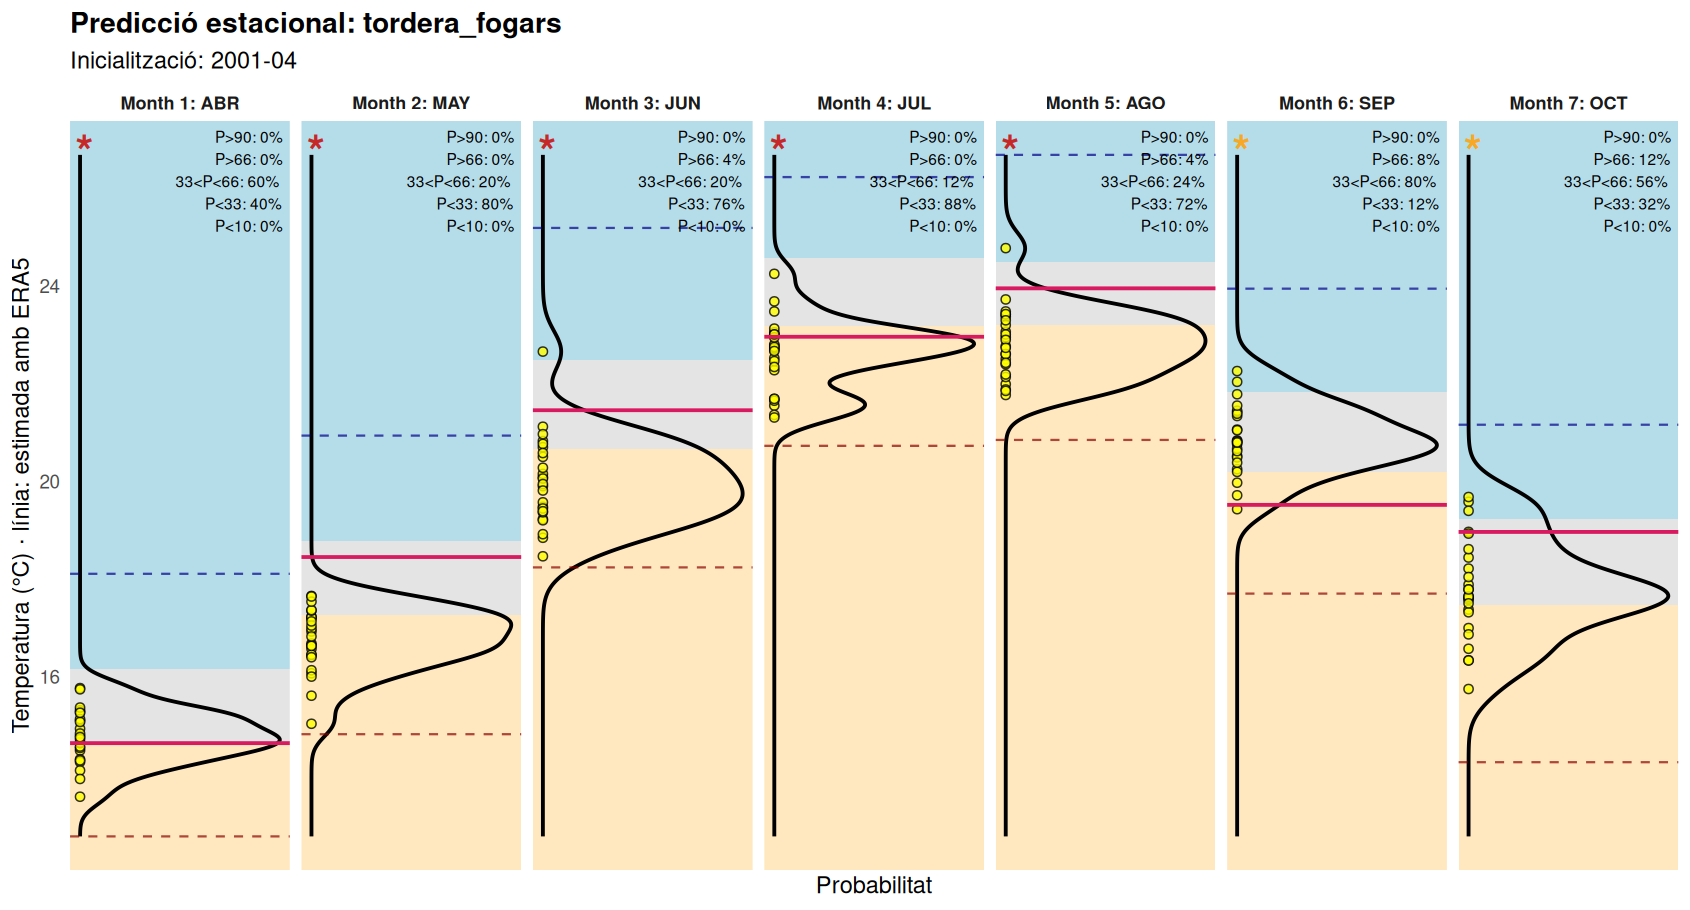 Predicció estacional: tordera_fogars
Inicialització: 2001-04
Month 1: ABR
Month 2: MAY
Month 3: JUN
Month 4: JUL
Month 5: AGO
Month 6: SEP
Month 7: OCT
*
P>90: 0%
P>66: 0%
33<P<66: 60%
P<33: 40%
P<10: 0%
*
P>90: 0%
P>66: 0%
33<P<66: 20%
P<33: 80%
P<10: 0%
*
P>90: 0%
P>66: 4%
33<P<66: 20%
P<33: 76%
P<10: 0%
*
P>90: 0%
P>66: 0%
33<P<66: 12%
P<33: 88%
P<10: 0%
*
P>90: 0%
P>66: 4%
33<P<66: 24%
P<33: 72%
P<10: 0%
*
P>90: 0%
P>66: 8%
33<P<66: 80%
P<33: 12%
P<10: 0%
*
P>90: 0%
P>66: 12%
33<P<66: 56%
P<33: 32%
P<10: 0%
Temperatura (°C) · línia: estimada amb ERA5
24
20
16
Probabilitat